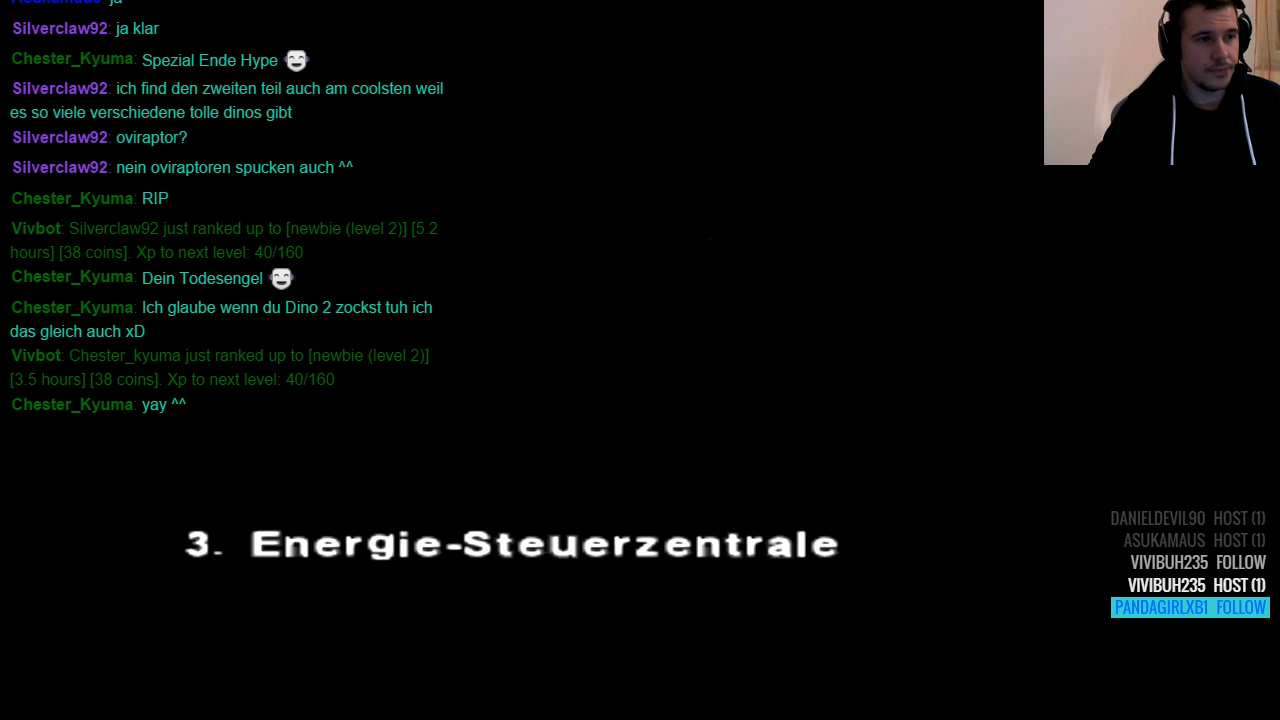 ja
Silverclaw92: ja klar
Chester_Kyuma: Spezial Ende Hype
Silverclaw92: ich find den zweiten teil auch am coolsten weil
es so viele verschiedene tolle dinos gibt
Silverclaw92: oviraptor?
Silverclaw92: nein oviraptoren spucken auch ^^
Chester_Kyuma: RIP
Vivbot: Silverclaw92 just ranked up to [newbie (level 2)] [5.2
hours] [38 coins]. Xp to next level: 40/160
Chester_Kyuma: Dein Todesengel
Chester_Kyuma: Ich glaube wenn du Dino 2 zockst tuh ich
das gleich auch xD
Vivbot: Chester_kyuma just ranked up to [newbie (level 2)]
[3.5 hours] [38 coins]. Xp to next level: 40/160
Chester_Kyuma: yay ^^
3. Energie-Steuerzentrale
DANIELDEVIL90 HOST (1)
ASUKAMAUS HOST (1)
VIVIBUH235 FOLLOW
VIVIBUH235 HOST (1)
PANDAGIRLXB1 FOLLOW